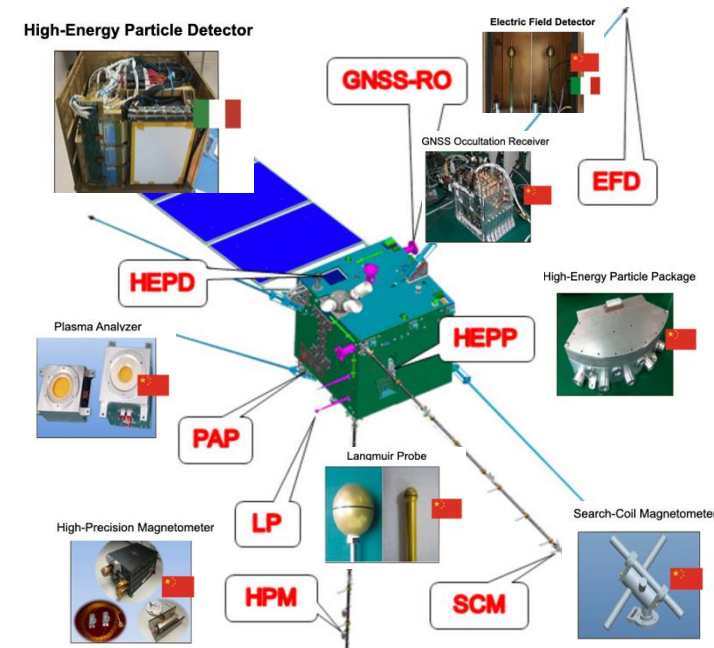 High-Energy Particle Detector
Electric Field Detector
GNSS-RO
GNSS Occultation Receiver
EFD
HEPD
High-Energy Particle Package
Plasma Analyzer
HEPP
PAP
Langmuir Probe
LP
High-Precision Magnetometer
Search-Coil Magnetometer
HPM
SCM